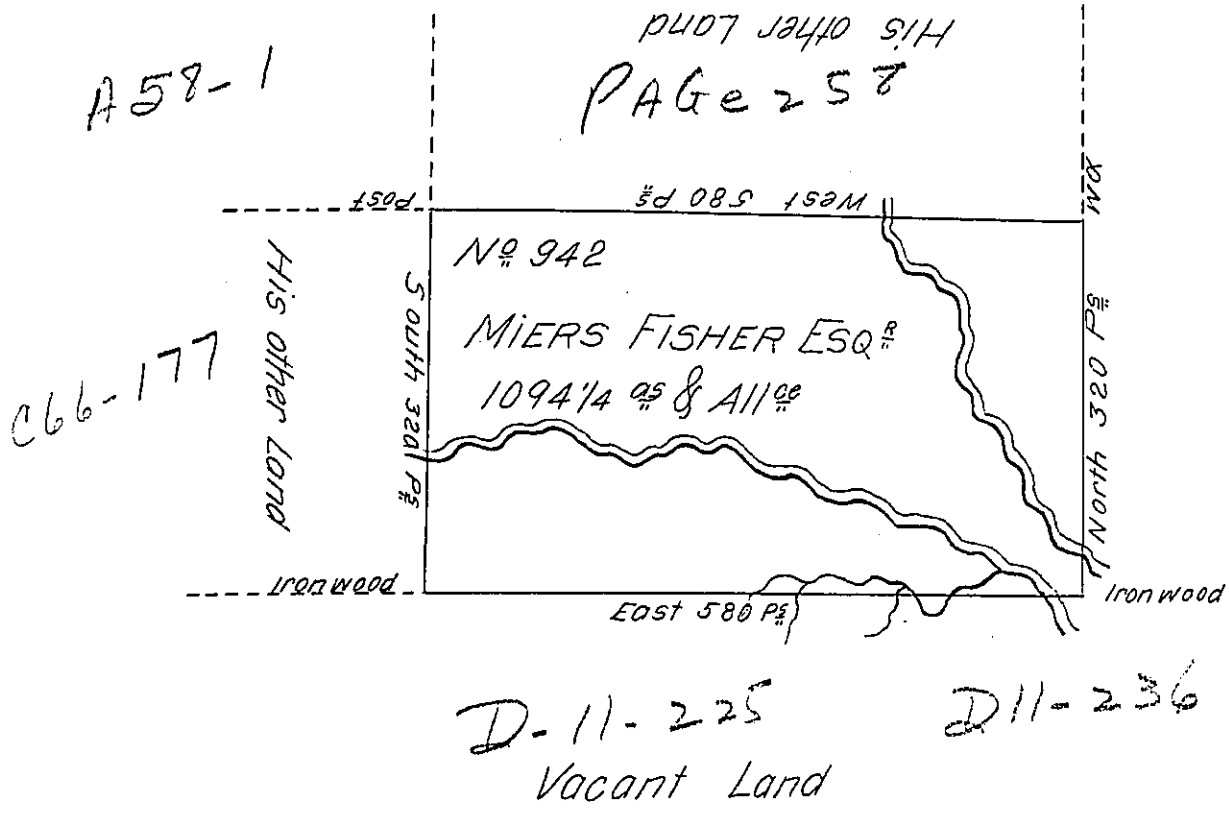 His other Land
A58-1
PAGe 258
WO
Post
West 580 Ps
No 942
His other Land
South 320 Ps
MiERS FISHER ESQR
North 320 Ps
1094 1/4 as & Allce
C66-177
Ironwood
Ironwood
East 580 Ps
D-11-225
D11-236
Vacant Land